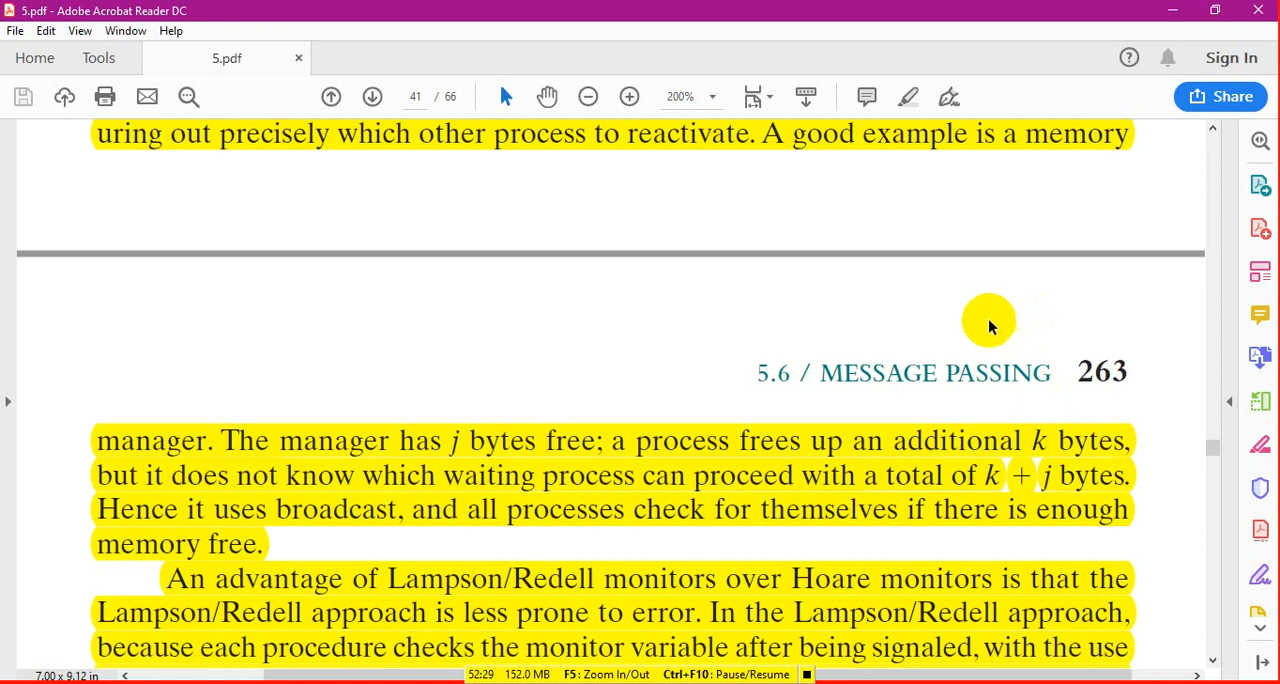 5.pdf - Adobe Acrobat Reader DC
File Edit View Window Help
Home Tools 5.pdf × ? Sign In
41 / 66 200% Share
uring out precisely which other process to reactivate. A good example is a memory
5.6 / MESSAGE PASSING 263
manager. The manager has j bytes free; a process frees up an additional k bytes,
but it does not know which waiting process can proceed with a total of k + j bytes.
Hence it uses broadcast, and all processes check for themselves if there is enough
memory free.
An advantage of Lampson/Redell monitors over Hoare monitors is that the
Lampson/Redell approach is less prone to error. In the Lampson/Redell approach,
because each procedure checks the monitor variable after being signaled, with the use
7.00 x 9.12 in 52:29 152.0 MB F5: Zoom In/Out Ctrl+F10: Pause/Resume